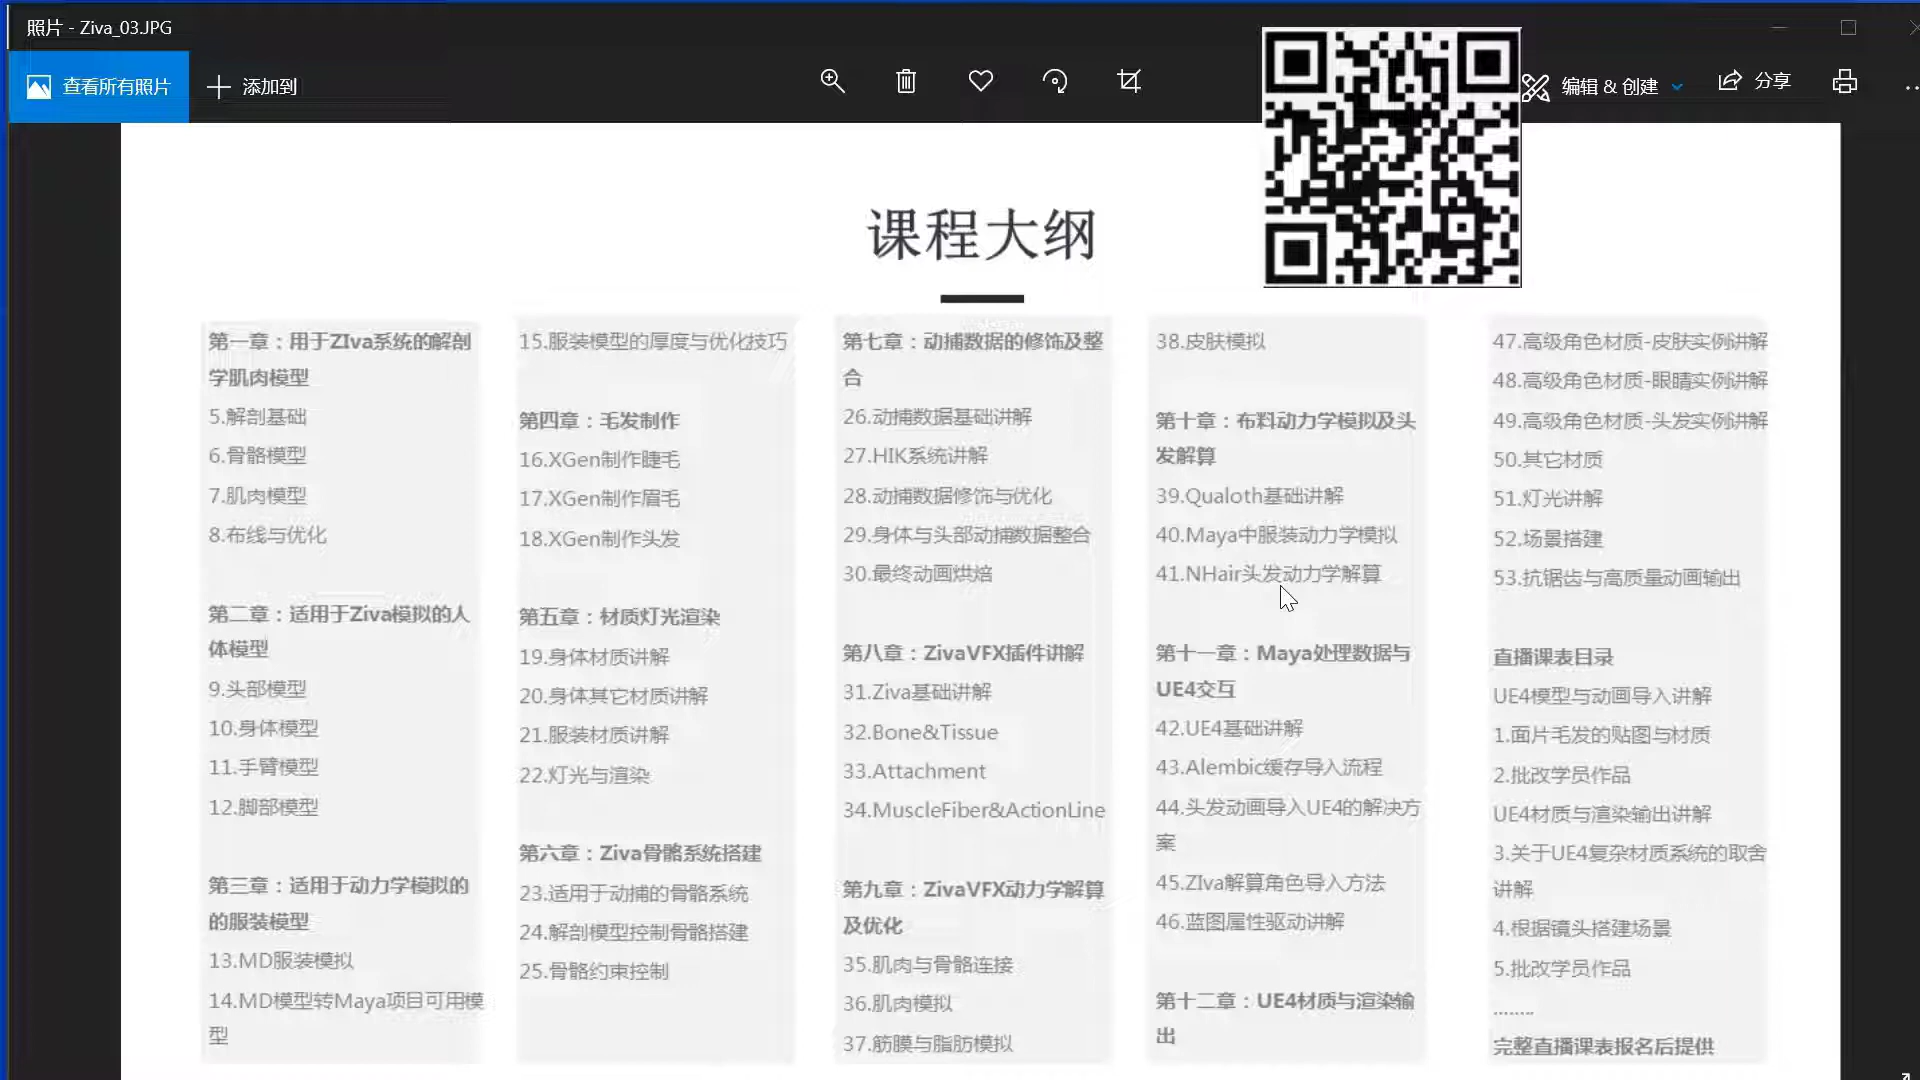 照片 - Ziva_03.JPG
查看所有照片
添加到
编辑 & 创建
分享
课程大纲
第一章：用于ZIva系统的解剖
学肌肉模型
5.解剖基础
6.骨骼模型
7.肌肉模型
8.布线与优化
第二章：适用于Ziva模拟的人
体模型
9.头部模型
10.身体模型
11.手臂模型
12.脚部模型
第三章：适用于动力学模拟的
的服装模型
13.MD服装模拟
14.MD模型转Maya项目可用模
型
15.服装模型的厚度与优化技巧
第四章：毛发制作
16.XGen制作睫毛
17.XGen制作眉毛
18.XGen制作头发
第五章：材质灯光渲染
19.身体材质讲解
20.身体其它材质讲解
21.服装材质讲解
22.灯光与渲染
第六章：Ziva骨骼系统搭建
23.适用于动捕的骨骼系统
24.解剖模型控制骨骼搭建
25.骨骼约束控制
第七章：动捕数据的修饰及整
合
26.动捕数据基础讲解
27.HIK系统讲解
28.动捕数据修饰与优化
29.身体与头部动捕数据整合
30.最终动画烘焙
第八章：ZivaVFX插件讲解
31.Ziva基础讲解
32.Bone&Tissue
33.Attachment
34.MuscleFiber&ActionLine
第九章：ZivaVFX动力学解算
及优化
35.肌肉与骨骼连接
36.肌肉模拟
37.筋膜与脂肪模拟
38.皮肤模拟
第十章：布料动力学模拟及头
发解算
39.Qualoth基础讲解
40.Maya中服装动力学模拟
41.NHair头发动力学解算
第十一章：Maya处理数据与
UE4交互
42.UE4基础讲解
43.Alembic缓存导入流程
44.头发动画导入UE4的解决方
案
45.ZIva解算角色导入方法
46.蓝图属性驱动讲解
第十二章：UE4材质与渲染输
出
47.高级角色材质-皮肤实例讲解
48.高级角色材质-眼睛实例讲解
49.高级角色材质-头发实例讲解
50.其它材质
51.灯光讲解
52.场景搭建
53.抗锯齿与高质量动画输出
直播课表目录
UE4模型与动画导入讲解
1.面片毛发的贴图与材质
2.批改学员作品
UE4材质与渲染输出讲解
3.关于UE4复杂材质系统的取舍
讲解
4.根据镜头搭建场景
5.批改学员作品
........
完整直播课表报名后提供